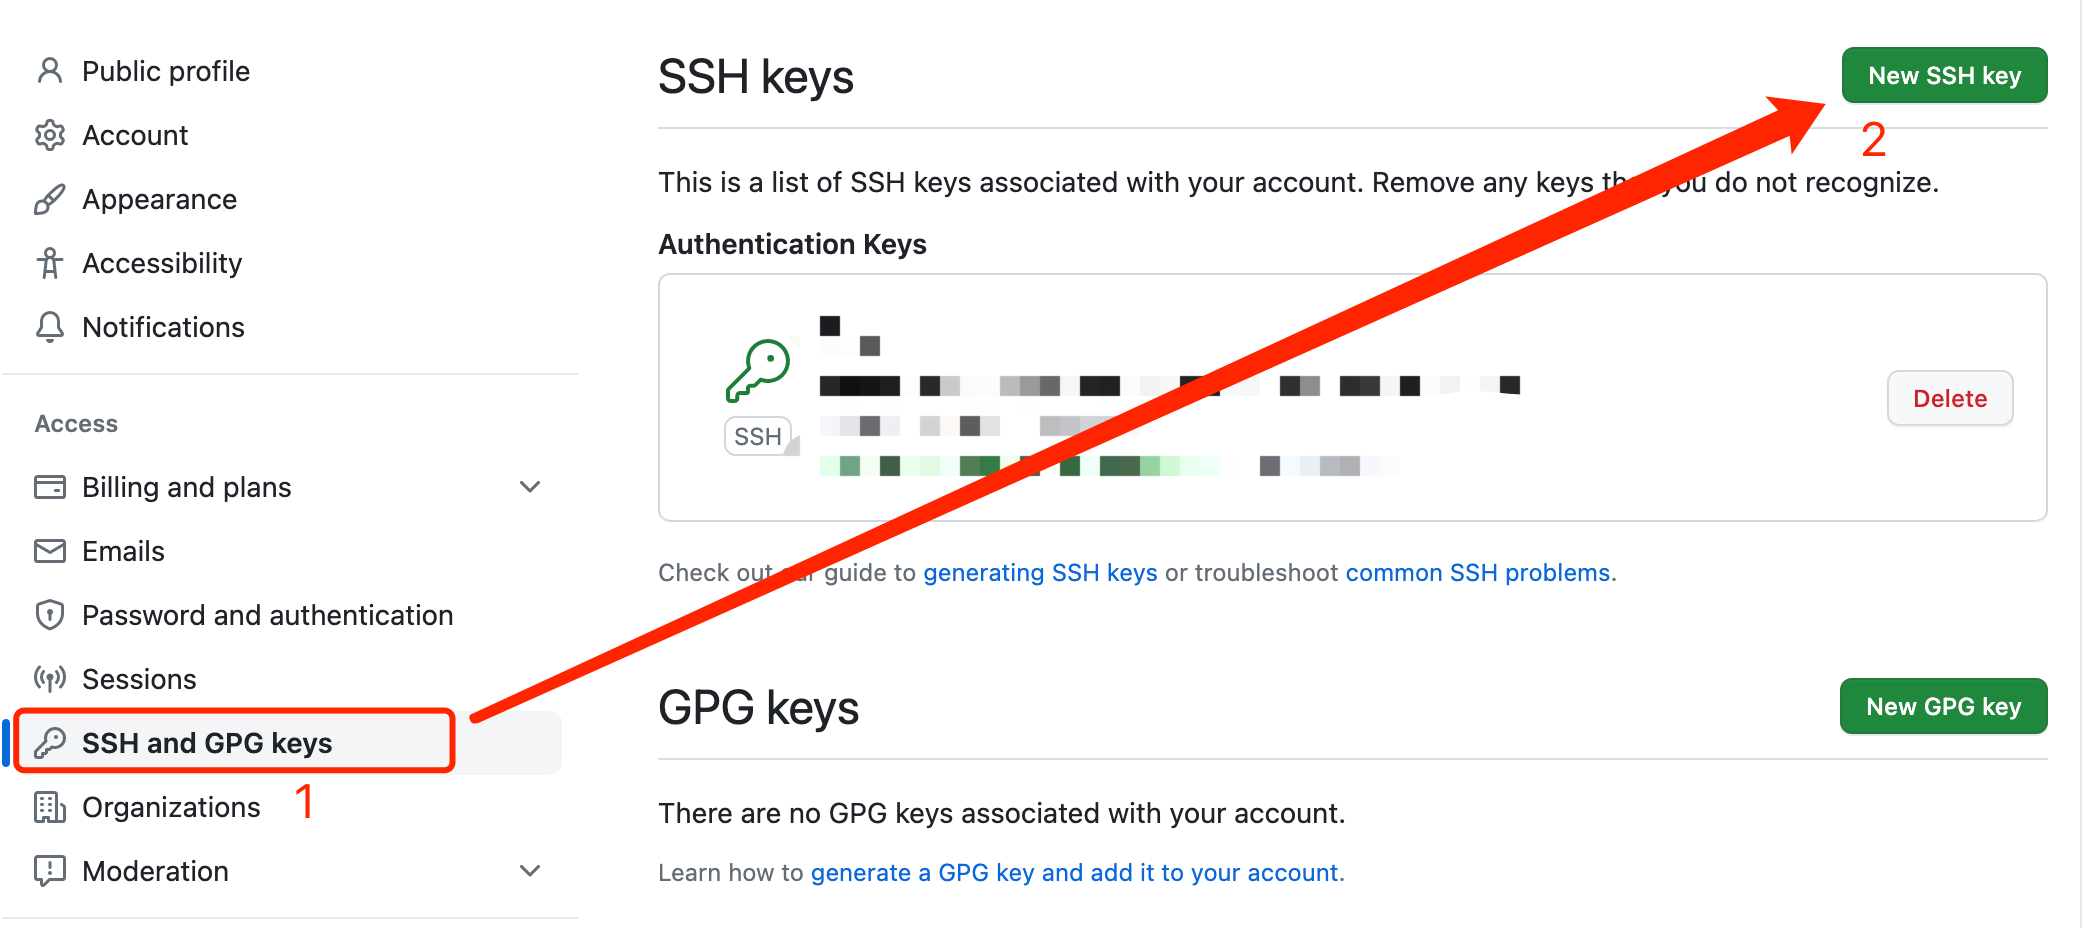 Public profile
Account
Appearance
Accessibility
Notifications
Access
Billing and plans
Emails
Password and authentication
Sessions
SSH and GPG keys
1
Organizations
Moderation
SSH keys
New SSH key
2
This is a list of SSH keys associated with your account. Remove any keys you do not recognize.
Authentication Keys
SSH
Delete
Check out guide to generating SSH keys or troubleshoot common SSH problems.
GPG keys
New GPG key
There are no GPG keys associated with your account.
Learn how to generate a GPG key and add it to your account.